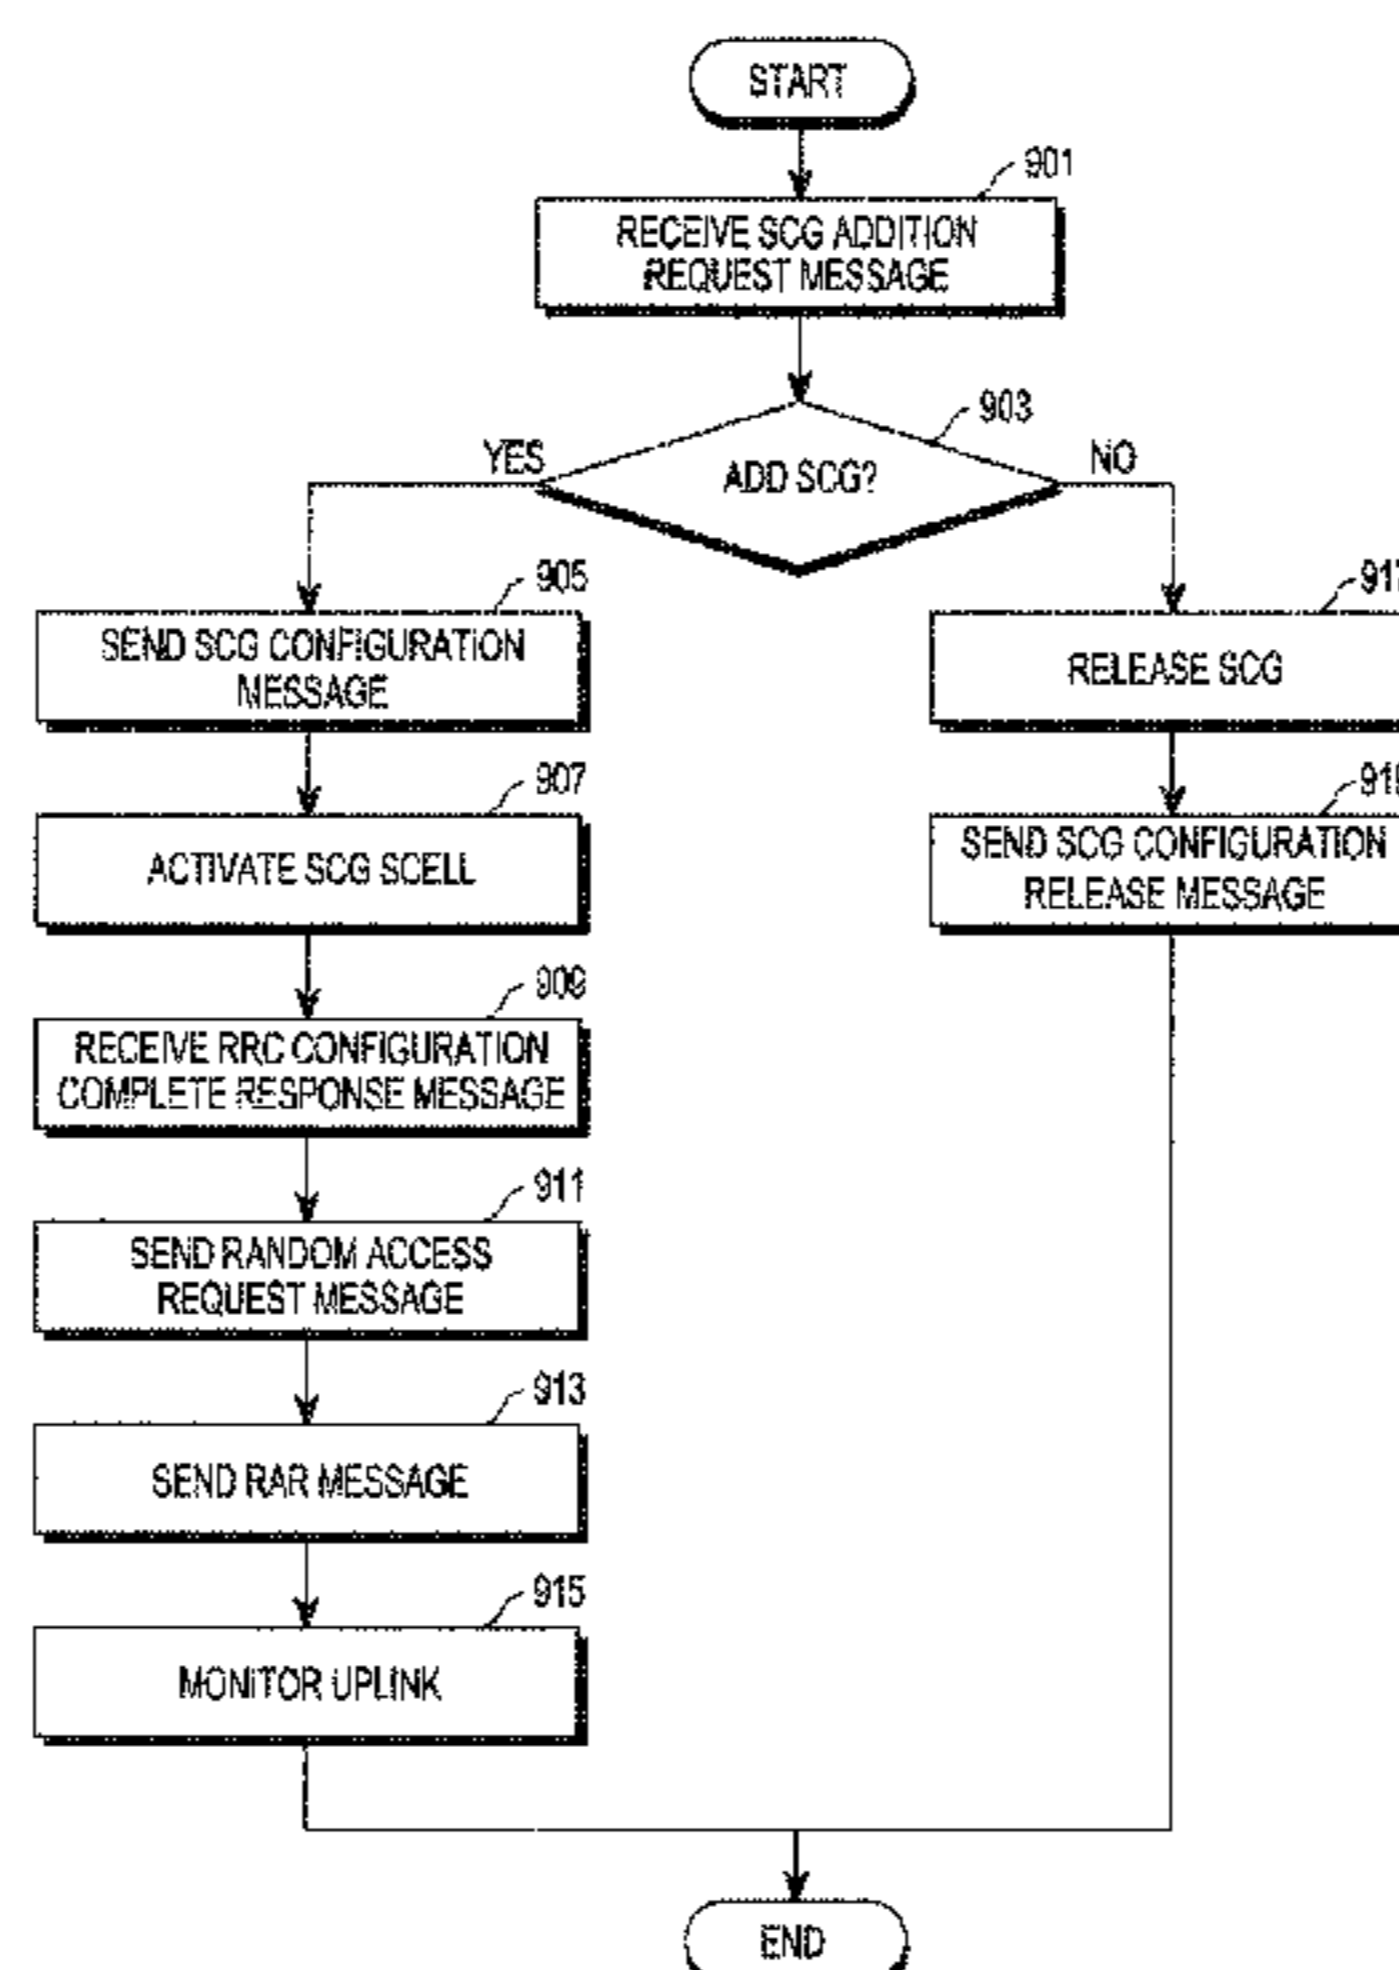 START
901
RECEIVE SCG ADDITION
REQUEST MESSAGE
903
YES
ADD SCG?
NO
905
SEND SCG CONFIGURATION
MESSAGE
917
RELEASE SCG
907
ACTIVATE SCG SCELL
SEND SCG CONFIGURATION
RELEASE MESSAGE
909
RECEIVE RRC CONFIGURATION
COMPLETE RESPONSE MESSAGE
911
SEND RANDOM ACCESS
REQUEST MESSAGE
913
SEND RAR MESSAGE
915
MONITOR UPLINK
END